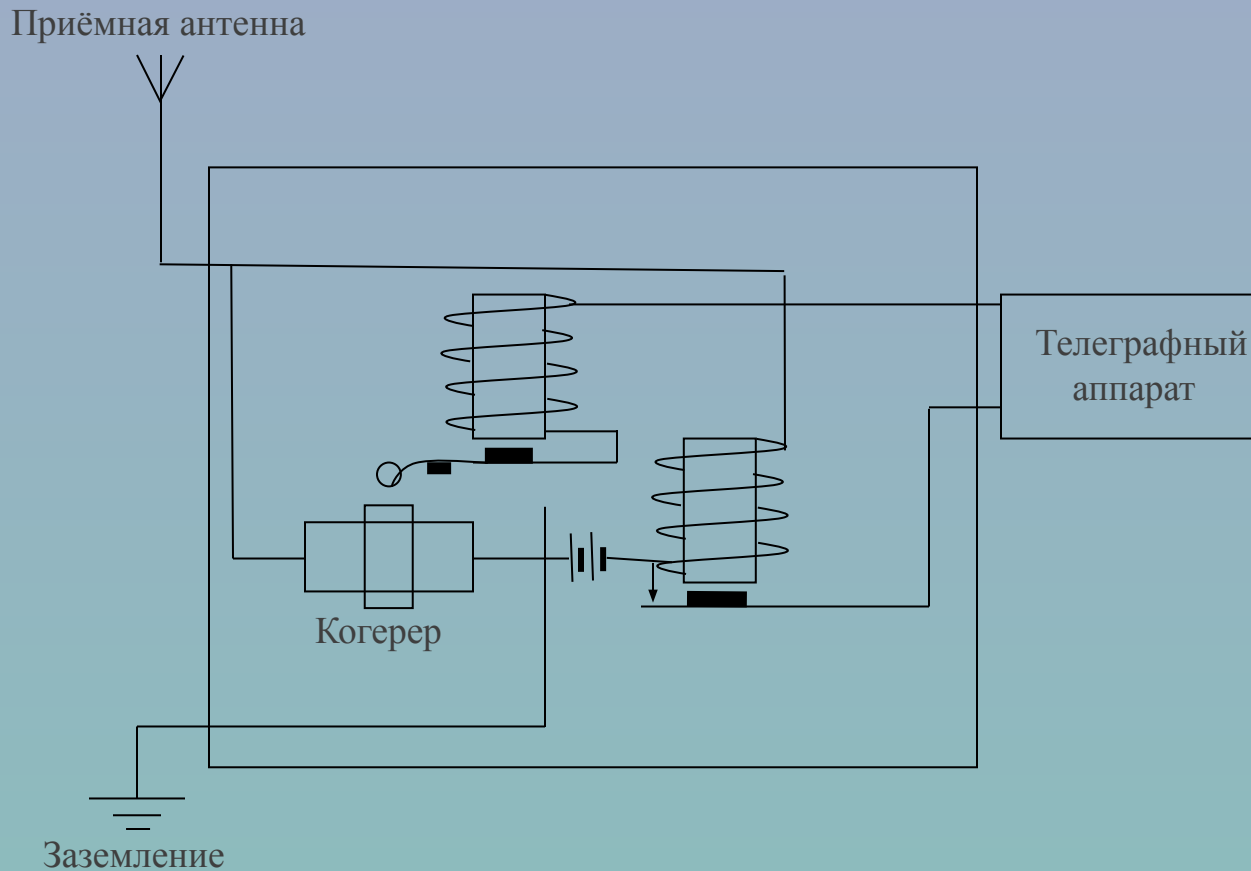 Приёмная антенна
Телеграфный
аппарат
Когерер
Заземление